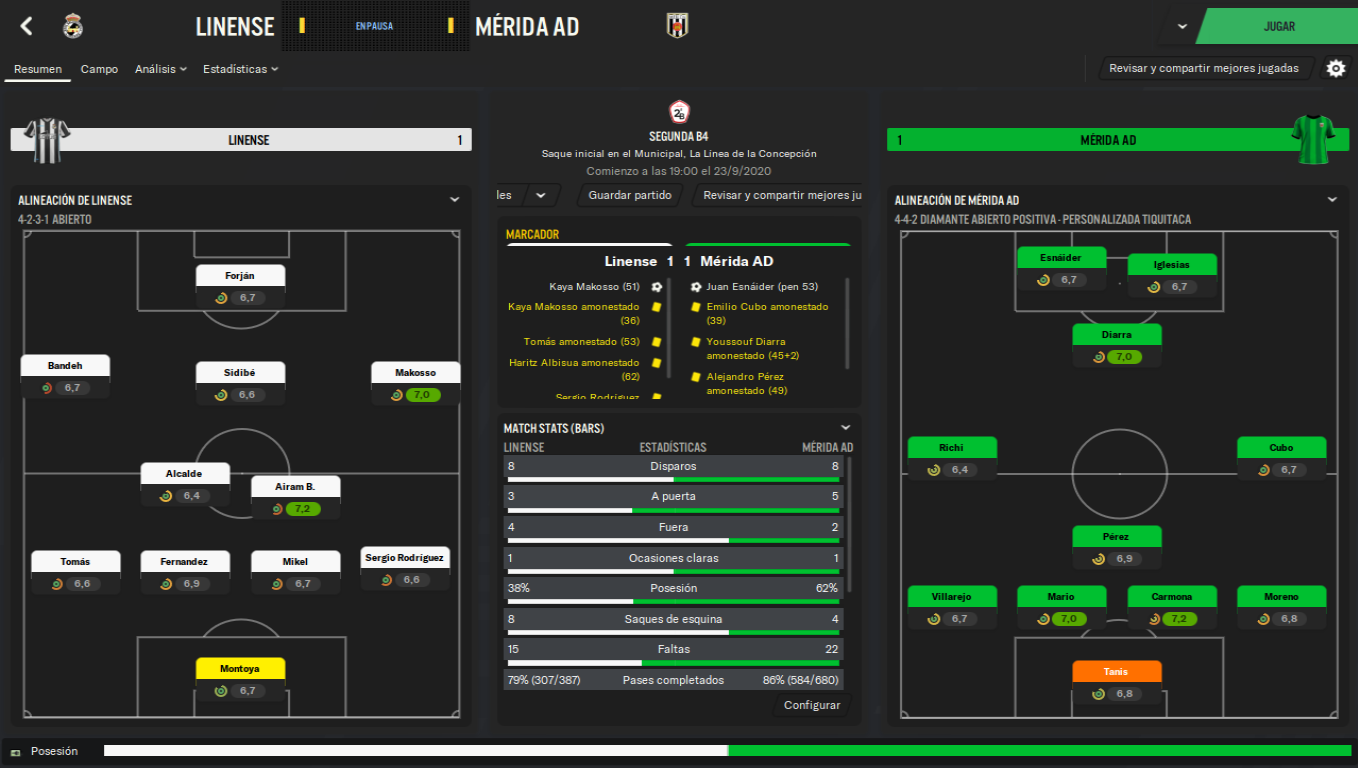 LINENSE
EN PAUSA
MÉRIDA AD
JUGAR
Resumen
Campo
Análisis
Estadísticas
Revisar y compartir mejores jugadas
LINENSE
1
2B
SEGUNDA B4
Saque inicial en el Municipal, La Línea de la Concepción
Comienzo a las 19:00 el 23/9/2020
les
Guardar partido
Revisar y compartir mejores ju
1
MÉRIDA AD
ALINEACIÓN DE LINENSE
4-2-3-1 ABIERTO
Forján
6,7
Bandeh
6,7
Sidibé
6,6
Makosso
7,0
Alcalde
6,4
Airam B.
7,2
Tomás
6,6
Fernandez
6,9
Mikel
6,7
Sergio Rodríguez
6,6
Montoya
6,7
MARCADOR
Linense 1 1 Mérida AD
Kaya Makosso (51)
Kaya Makosso amonestado
(36)
Tomás amonestado (53)
Haritz Albisua amonestado
(62)
Sergio Rodríguez
Juan Esnáider (pen 53)
Emilio Cubo amonestado
(39)
Youssouf Diarra
amonestado (45+2)
Alejandro Pérez
amonestado (49)
MATCH STATS (BARS)
LINENSE ESTADÍSTICAS MÉRIDA AD
8 Disparos 8
3 A puerta 5
4 Fuera 2
1 Ocasiones claras 1
38% Posesión 62%
8 Saques de esquina 4
15 Faltas 22
79% (307/387) Pases completados 86% (584/680)
Configurar
ALINEACIÓN DE MÉRIDA AD
4-4-2 DIAMANTE ABIERTO POSITIVA - PERSONALIZADA TIQUITACA
Esnáider
6,7
Iglesias
6,7
Diarra
7,0
Richi
6,4
Cubo
6,7
Pérez
6,9
Villarejo
6,7
Mario
7,0
Carmona
7,2
Moreno
6,8
Tanis
6,8
Posesión